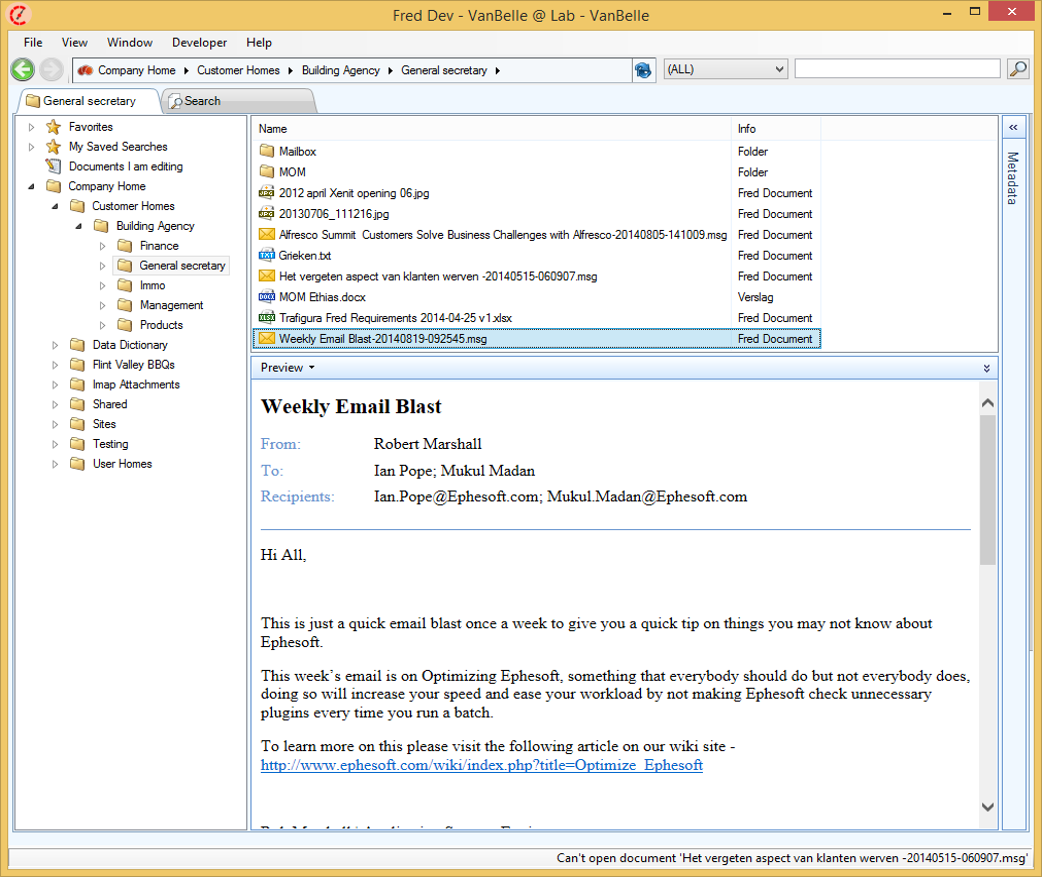 Fred Dev - VanBelle @ Lab - VanBelle
File View Window Developer Help
Company Home Customer Homes Building Agency General secretary (ALL)
General secretary Search
Favorites
My Saved Searches
Documents I am editing
Company Home
Customer Homes
Building Agency
Finance
General secretary
Immo
Management
Products
Data Dictionary
Flint Valley BBQs
Imap Attachments
Shared
Sites
Testing
User Homes
Name Info
Mailbox Folder
MOM Folder
2012 april Xenit opening 06.jpg Fred Document
20130706_111216.jpg Fred Document
Alfresco Summit  Customers Solve Business Challenges with Alfresco-20140805-141009.msg Fred Document
Grieken.txt Fred Document
Het vergeten aspect van klanten werven -20140515-060907.msg Fred Document
MOM Ethias.docx Verslag
Trafigura Fred Requirements 2014-04-25 v1.xlsx Fred Document
Weekly Email Blast-20140819-092545.msg Fred Document
«
Metadata
Preview
Weekly Email Blast
From: Robert Marshall
To: Ian Pope; Mukul Madan
Recipients: Ian.Pope@Ephesoft.com; Mukul.Madan@Ephesoft.com
Hi All,
This is just a quick email blast once a week to give you a quick tip on things you may not know about
Ephesoft.
This week’s email is on Optimizing Ephesoft, something that everybody should do but not everybody does,
doing so will increase your speed and ease your workload by not making Ephesoft check unnecessary
plugins every time you run a batch.
To learn more on this please visit the following article on our wiki site -
http://www.ephesoft.com/wiki/index.php?title=Optimize_Ephesoft
Can't open document 'Het vergeten aspect van klanten werven -20140515-060907.msg'